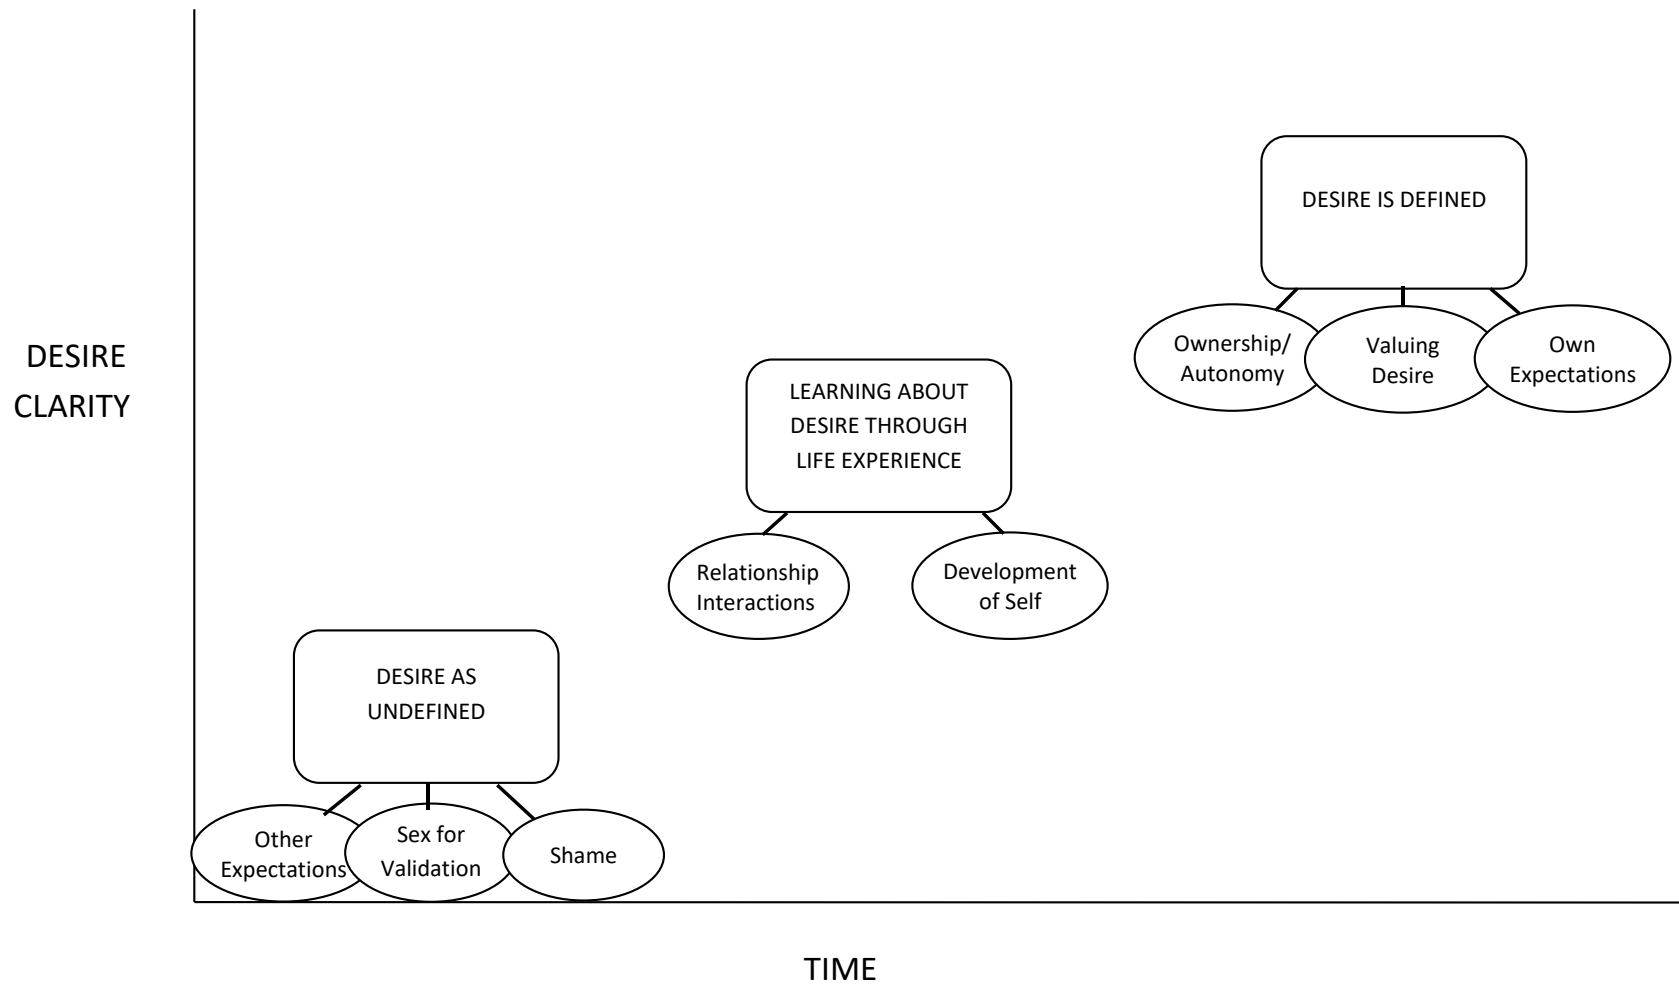 DESIRE IS DEFINED
Ownership/
Autonomy
Valuing
Desire
Own
Expectations
DESIRE
CLARITY
LEARNING ABOUT
DESIRE THROUGH
LIFE EXPERIENCE
Relationship
Interactions
Development
of Self
DESIRE AS
UNDEFINED
Other
Expectations
Sex for
Validation
Shame
TIME